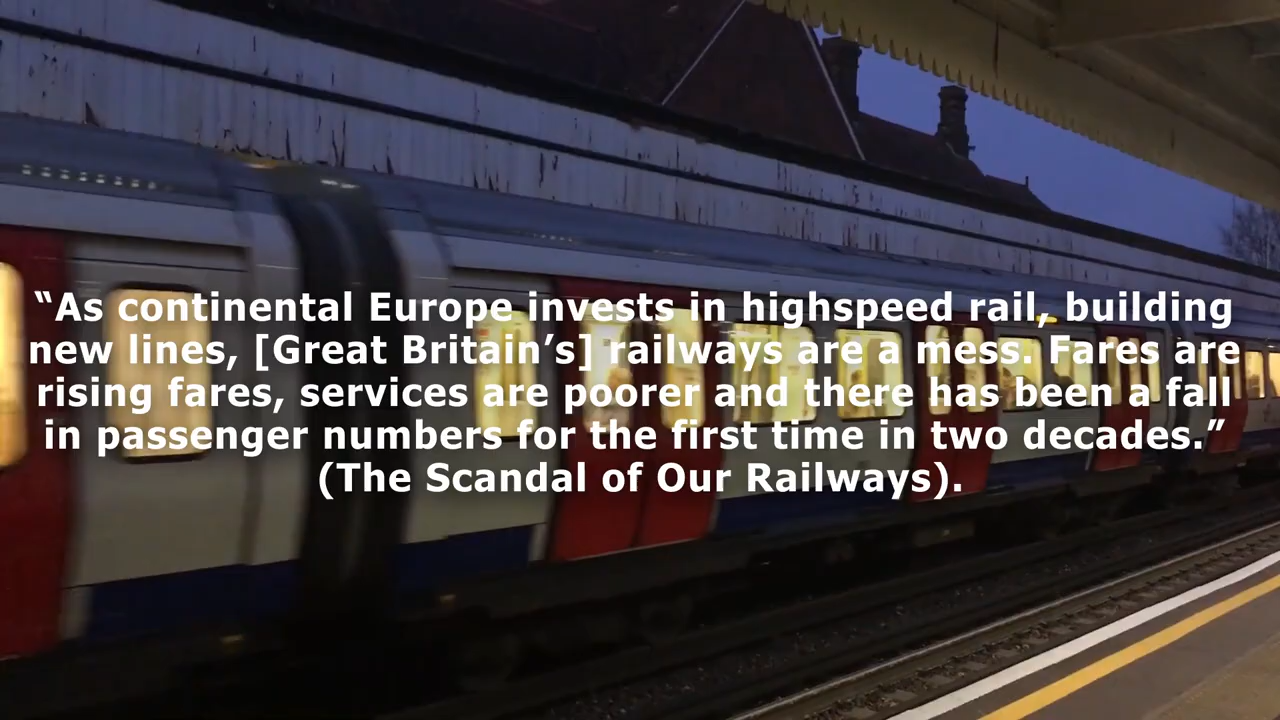 “As continental Europe invests in highspeed rail, building
new lines, [Great Britain’s] railways are a mess. Fares are
rising fares, services are poorer and there has been a fall
in passenger numbers for the first time in two decades.”
(The Scandal of Our Railways).